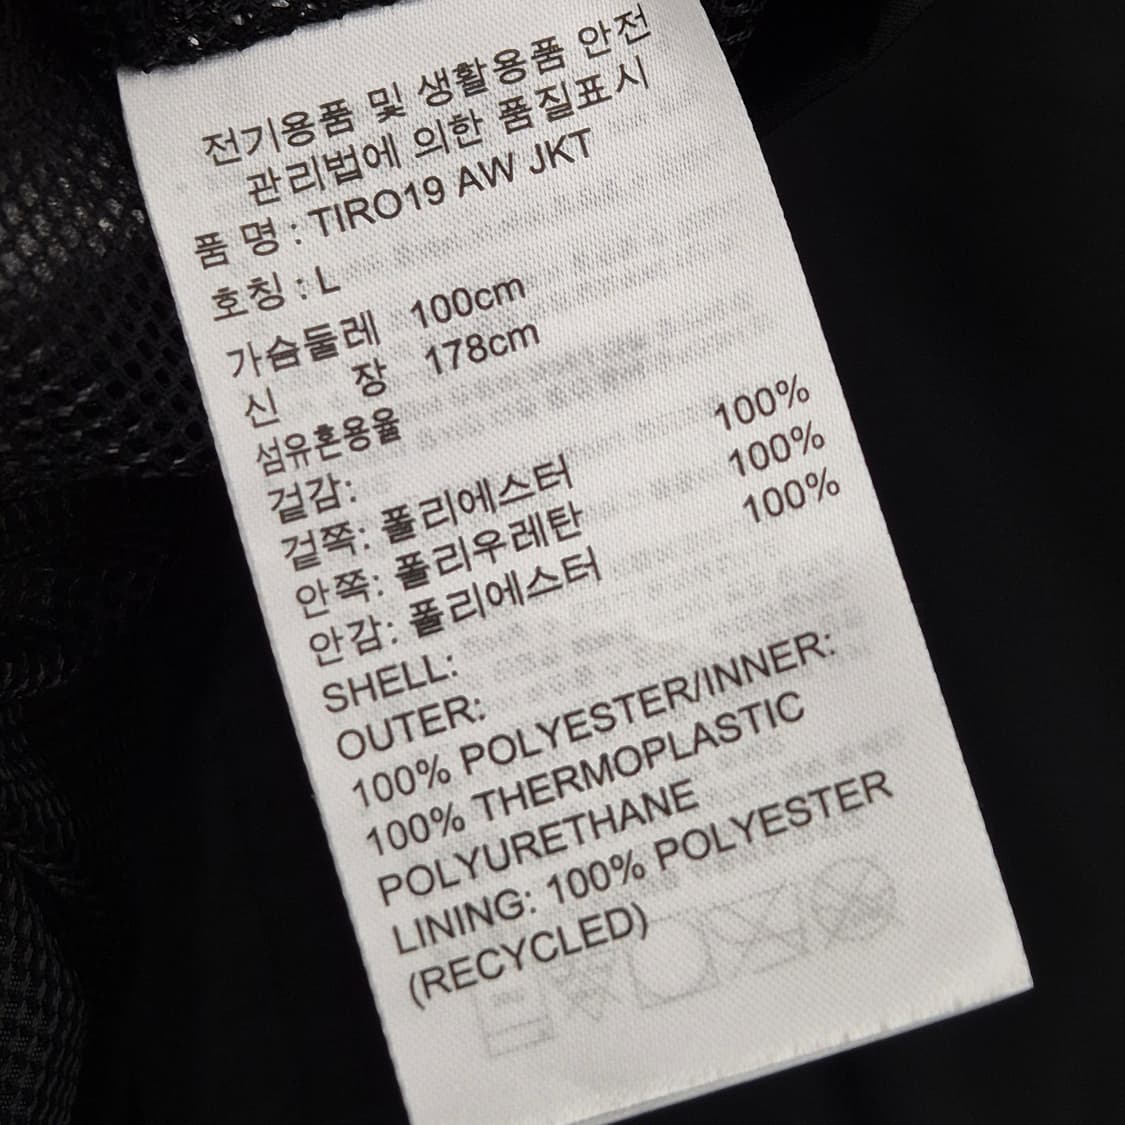 전기용품 및 생활용품 안전
관리법에 의한 품질표시
품 명 : TIRO19 AW JKT
호칭 : L
가슴둘레 100cm
신 장 178cm
섬유혼용율
겉감:
겉쪽: 폴리에스터 100%
안쪽: 폴리우레탄 100%
안감: 폴리에스터 100%
SHELL:
OUTER:
100% POLYESTER/INNER:
100% THERMOPLASTIC
POLYURETHANE
LINING: 100% POLYESTER
(RECYCLED)